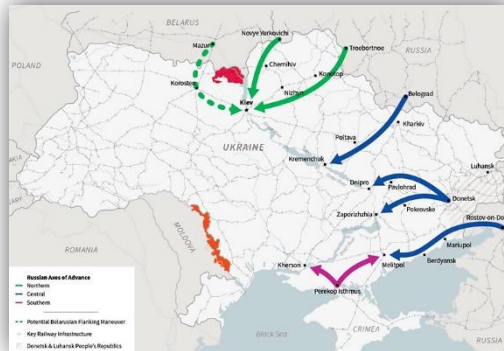 BELARUS
Novye Yarkovichi
Mazur
Troebortnoe
RUSSIA
POLAND
Chernihiv
Konotop
Korosten
Nizhyn
Kiev
Belgorod
Kharkiv
UKRAINE
Poltava
Kremenchuk
Luhansk
Dnipro
Pavlohrad
Donetsk
Zaporizhzhia
Pokrovske
Rostov-on-Do
MOLDOVA
Mariupol
ROMANIA
Kherson
Melitpol
Berdyansk
Perekop Isthmus
Russian Axes of Advance
Northern
Central
Southern
Potential Belarusian Flanking Maneuver
Key Railway Infrastructure
Donetsk & Luhansk People's Republics
Black Sea
CRIMEA
RUSSIA